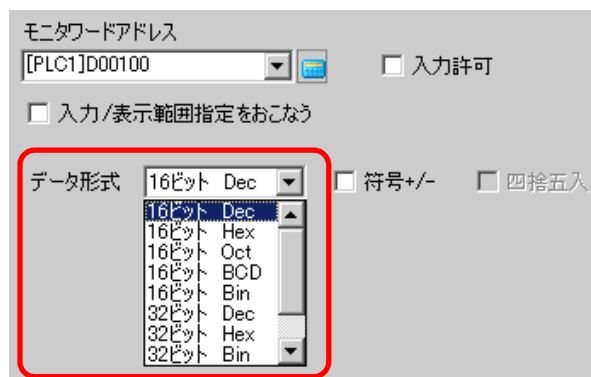 モニタワードアドレス
[PLC1]D00100 入力許可
入力/表示範囲指定をおこなう
データ形式 16ビット Dec 符号+/- 四捨五入
16ビット Dec
16ビット Hex
16ビット Oct
16ビット BCD
16ビット Bin
32ビット Dec
32ビット Hex
32ビット Bin